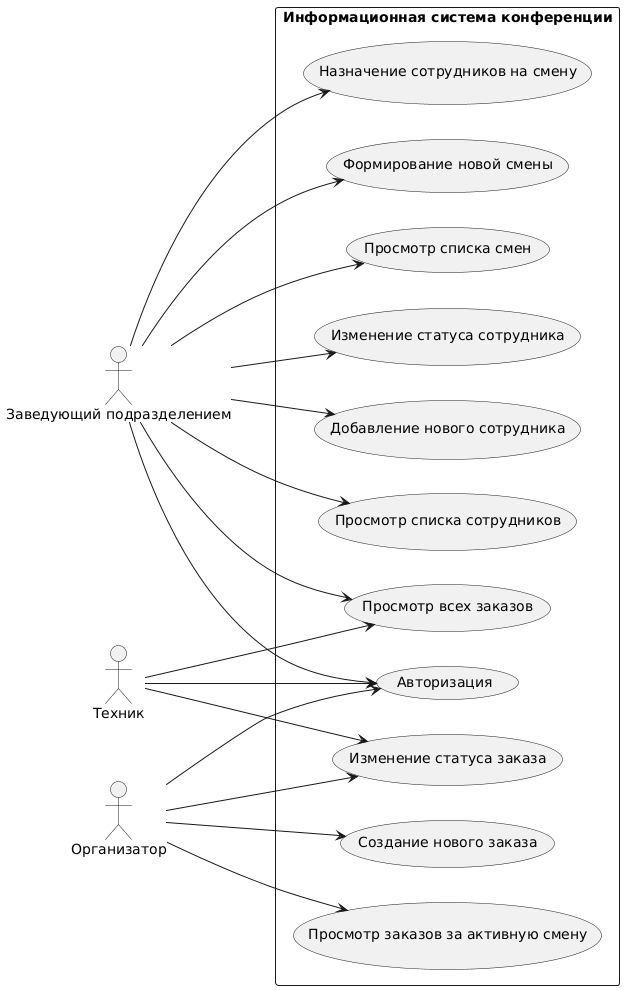 Информационная система конференции
Назначение сотрудников на смену
Формирование новой смены
Просмотр списка смен
Изменение статуса сотрудника
Заведующий подразделением
Добавление нового сотрудника
Просмотр списка сотрудников
Просмотр всех заказов
Авторизация
Техник
Изменение статуса заказа
Создание нового заказа
Организатор
Просмотр заказов за активную смену